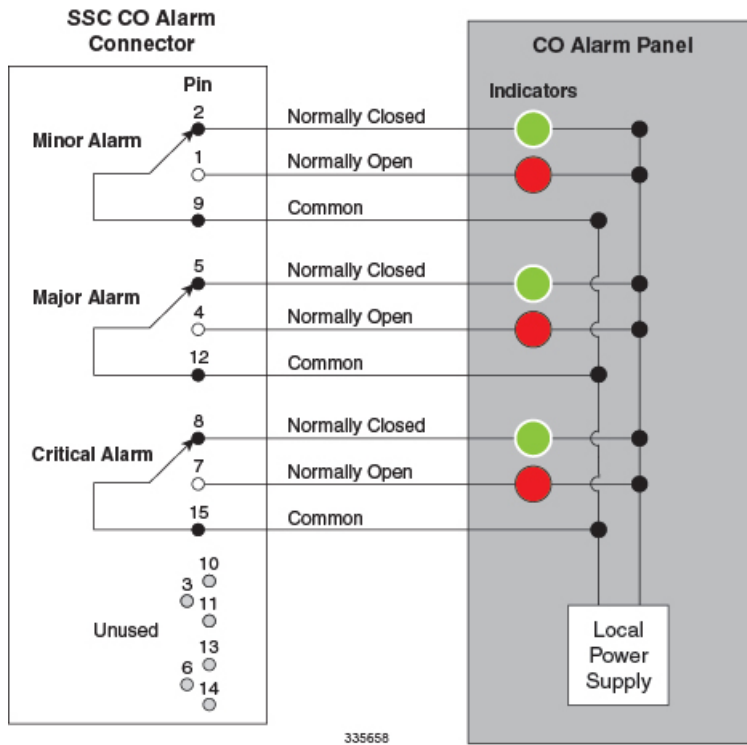 SSC CO Alarm
Connector
CO Alarm Panel
Pin
Indicators
2
Normally Closed
Minor Alarm
1
Normally Open
9
Common
5
Normally Closed
Major Alarm
4
Normally Open
12
Common
8
Normally Closed
Critical Alarm
7
Normally Open
15
Common
10
3
11
Unused
13
6
14
Local
Power
Supply
335658